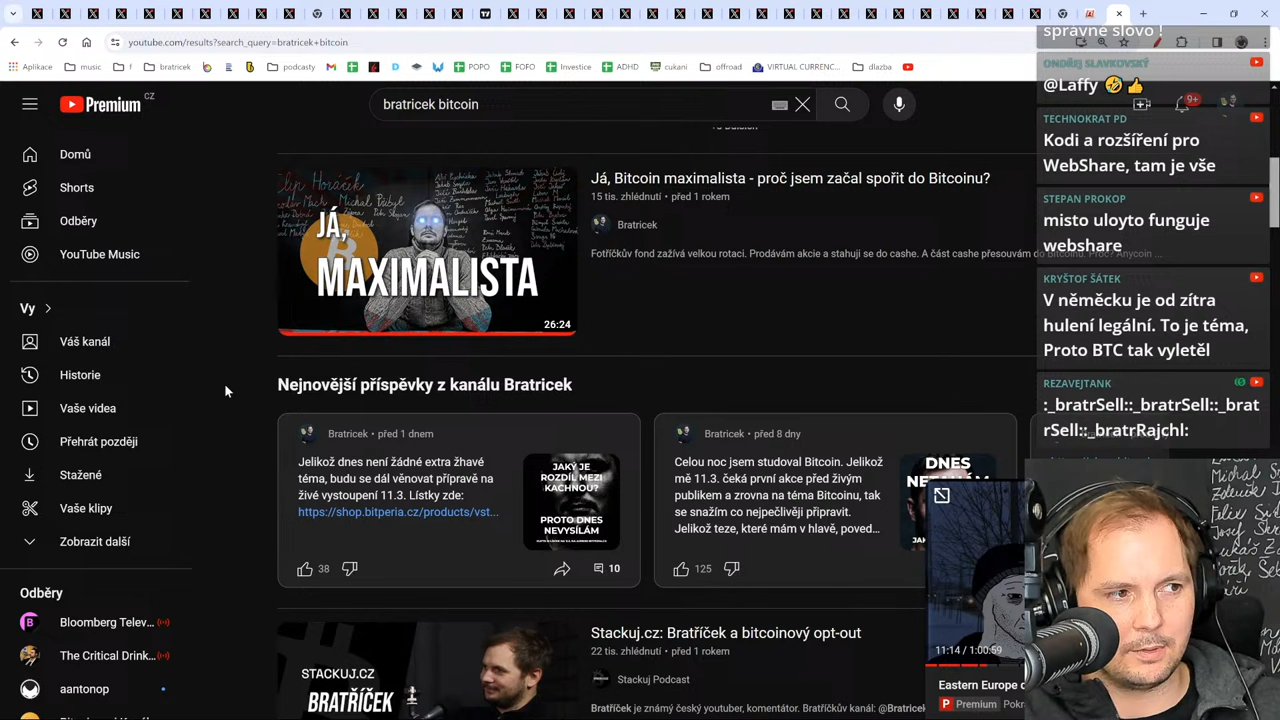 youtube.com/results?search_query=bratricek+bitcoin
Aplikace
music
f
bratricek
podcasty
POPO
FOFO
Investice
ADHD
cukani
offroad
VIRTUAL CURRENC...
dlazba
Premium CZ
bratricek bitcoin
9+
Domů
Shorts
Odběry
YouTube Music
Vy
Váš kanál
Historie
Vaše videa
Přehrát později
Stažené
Vaše klipy
Zobrazit další
Odběry
Bloomberg Telev...
The Critical Drink...
aantonop
JÁ,
MAXIMALISTA
26:24
Já, Bitcoin maximalista - proč jsem začal spořit do Bitcoinu?
15 tis. zhlédnutí • před 1 rokem
Bratricek
Fotříčkův fond zažívá velkou rotaci. Prodávám akcie a stahuji se do cashe. A část cashe přesouvám do Bitcoinu. Proč? Anycoin ...
Nejnovější příspěvky z kanálu Bratricek
Bratricek • před 1 dnem
Jelikož dnes není žádné extra žhavé
téma, budu se dál věnovat přípravě na
živé vystoupení 11.3. Lístky zde:
https://shop.bitperia.cz/products/vst...
JAKÝ JE
ROZDÍL MEZI
KACHNOU?
PROTO DNES
NEVYSÍLÁM
38
10
Bratricek • před 8 dny
Celou noc jsem studoval Bitcoin. Jelikož
mě 11.3. čeká první akce před živým
publikem a zrovna na téma Bitcoinu, tak
se snažím co nejpečlivěji připravit.
Jelikož teze, které mám v hlavě, poved...
DNES
125
STACKUJ.CZ
BRATŘÍČEK
Stackuj.cz: Bratříček a bitcoinový opt-out
22 tis. zhlédnutí • před 1 rokem
Stackuj Podcast
Bratříček je známý český youtuber, komentátor. Bratříčkův kanál: @Bratricek
11:14 / 1:00:59
Eastern Europe
Premium
správné slovo !
ONDŘEJ SLAVKOVSKÝ
@Laffy 🤣👍
TECHNOKRAT PD
Kodi a rozšíření pro
WebShare, tam je vše
STEPAN PROKOP
misto uloyto funguje
webshare
KRYŠTOF ŠÁTEK
V německu je od zítra
hulení legální. To je téma,
Proto BTC tak vyletěl
REZAVEJTANK
:_bratrSell::_bratrSell::_brat
rSell::_bratrRajchl: